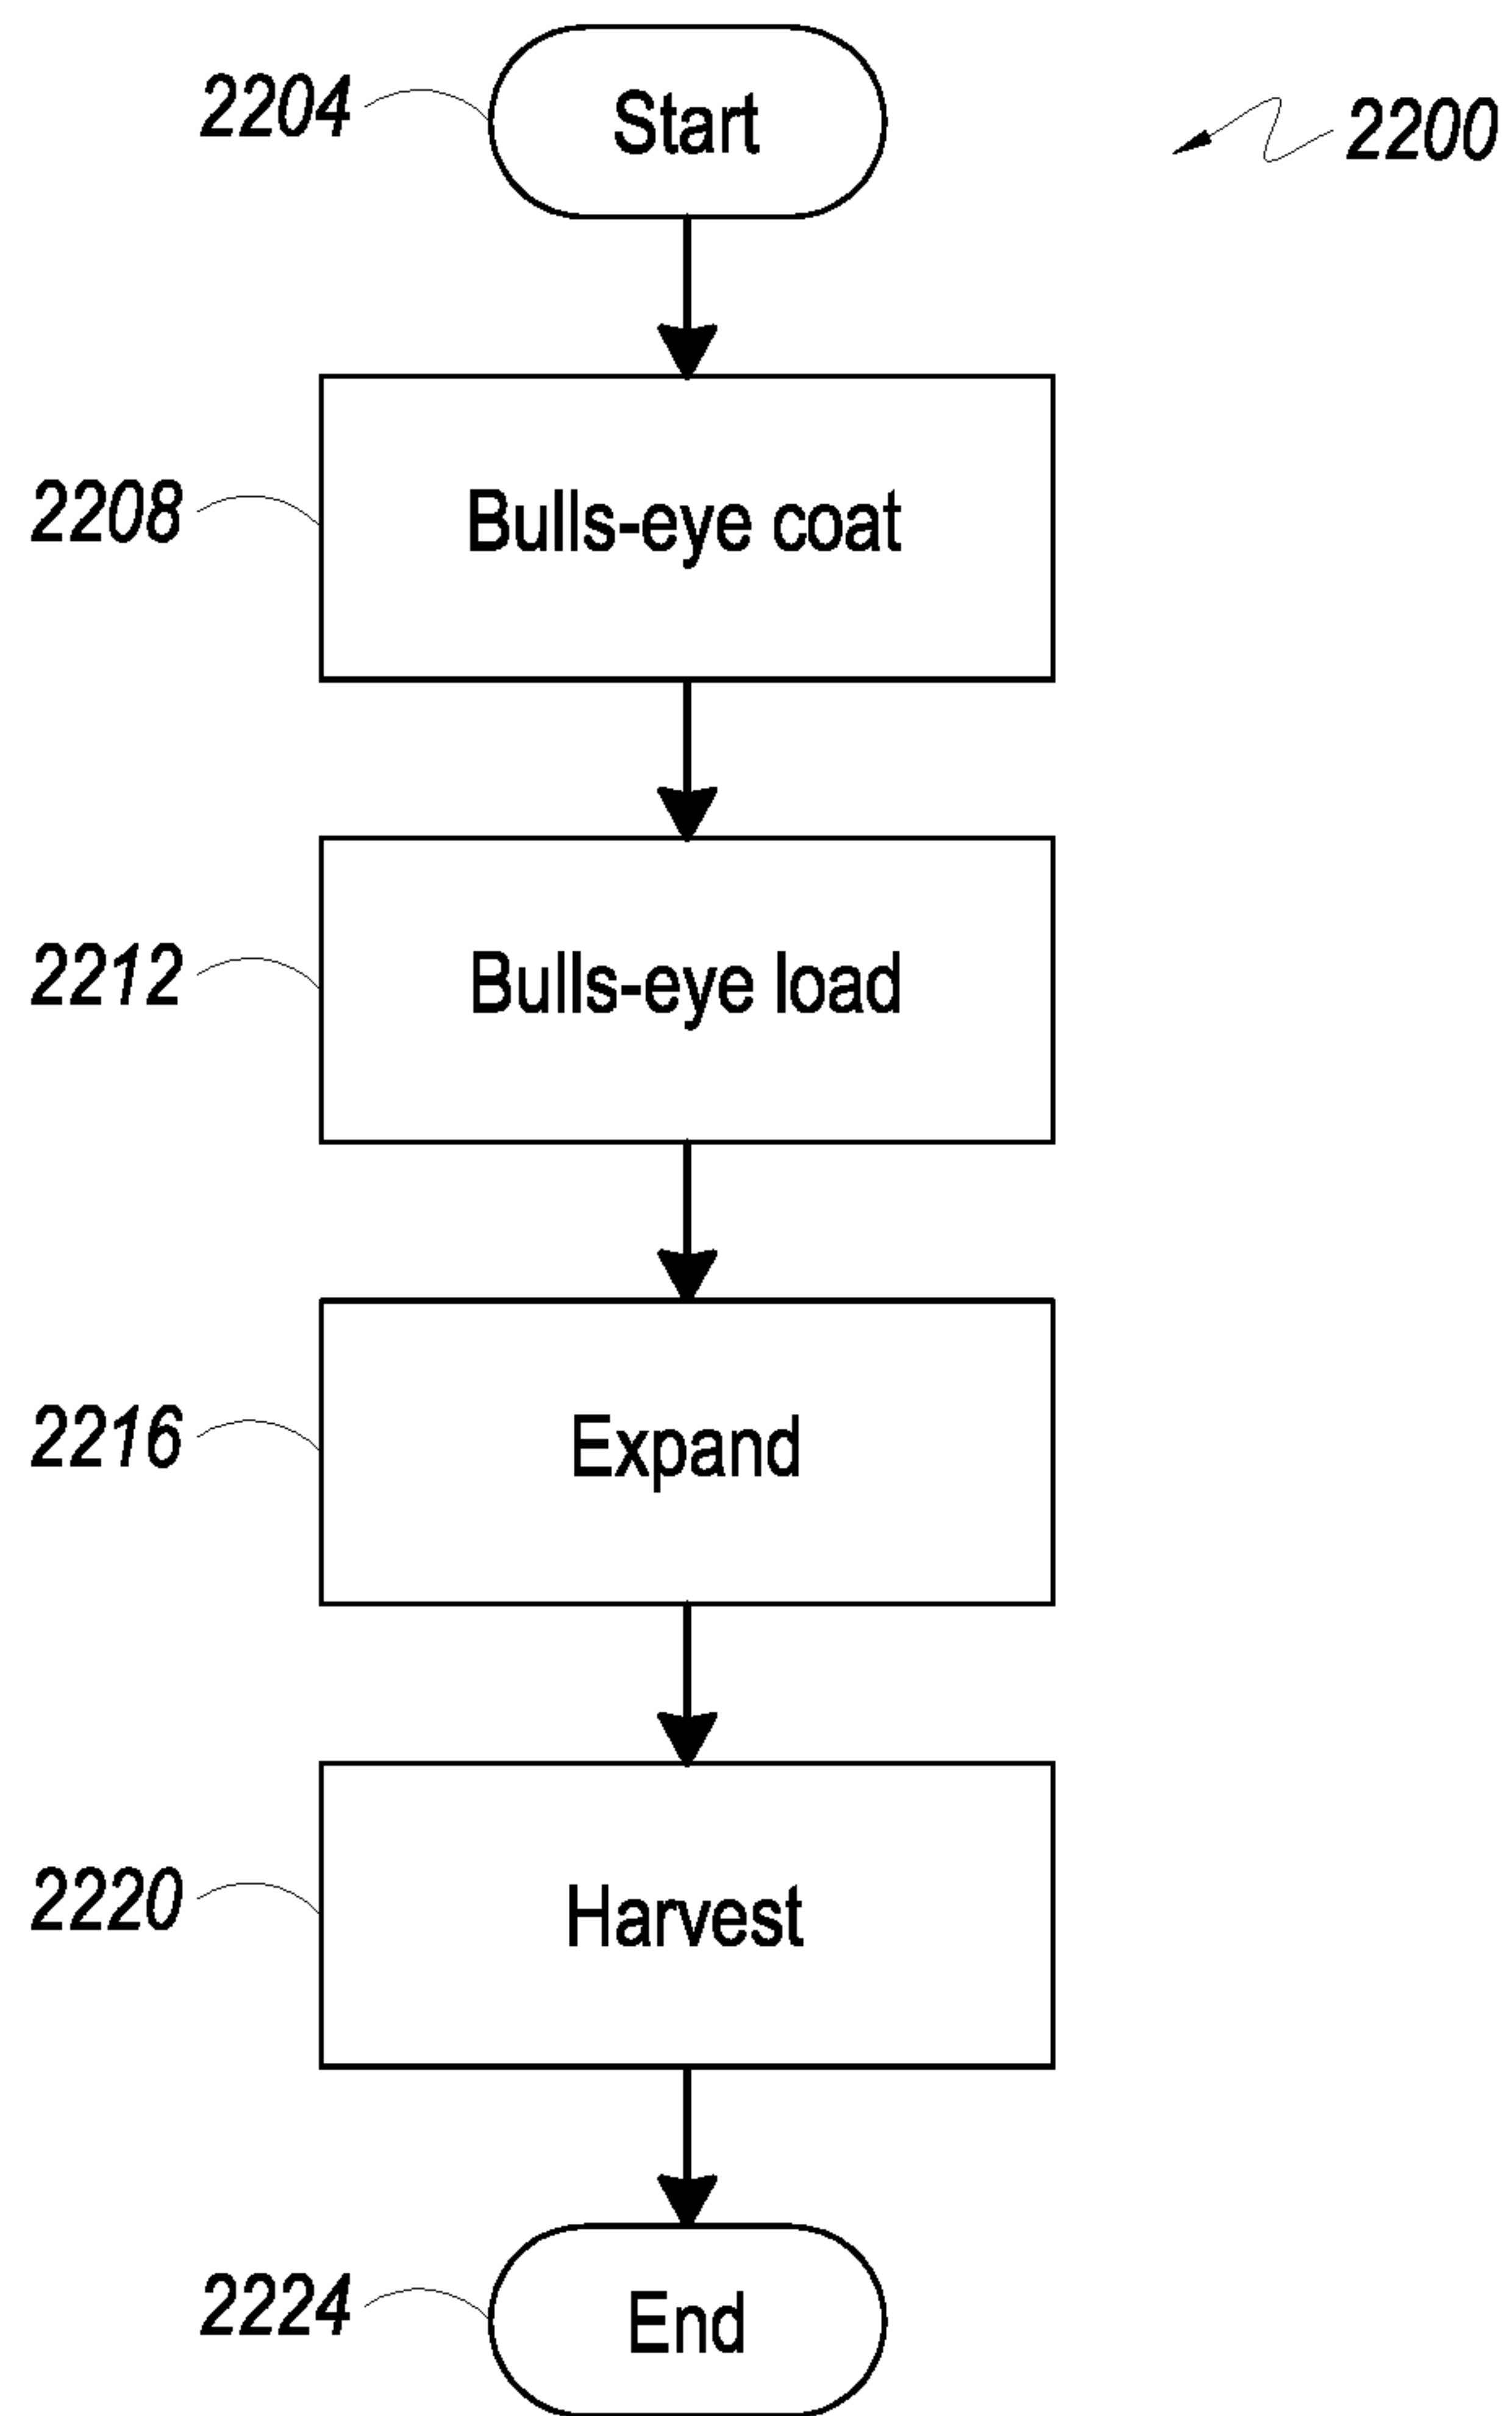 2204
Start
2200
2208
Bulls-eye coat
2212
Bulls-eye load
2216
Expand
2220
Harvest
2224
End